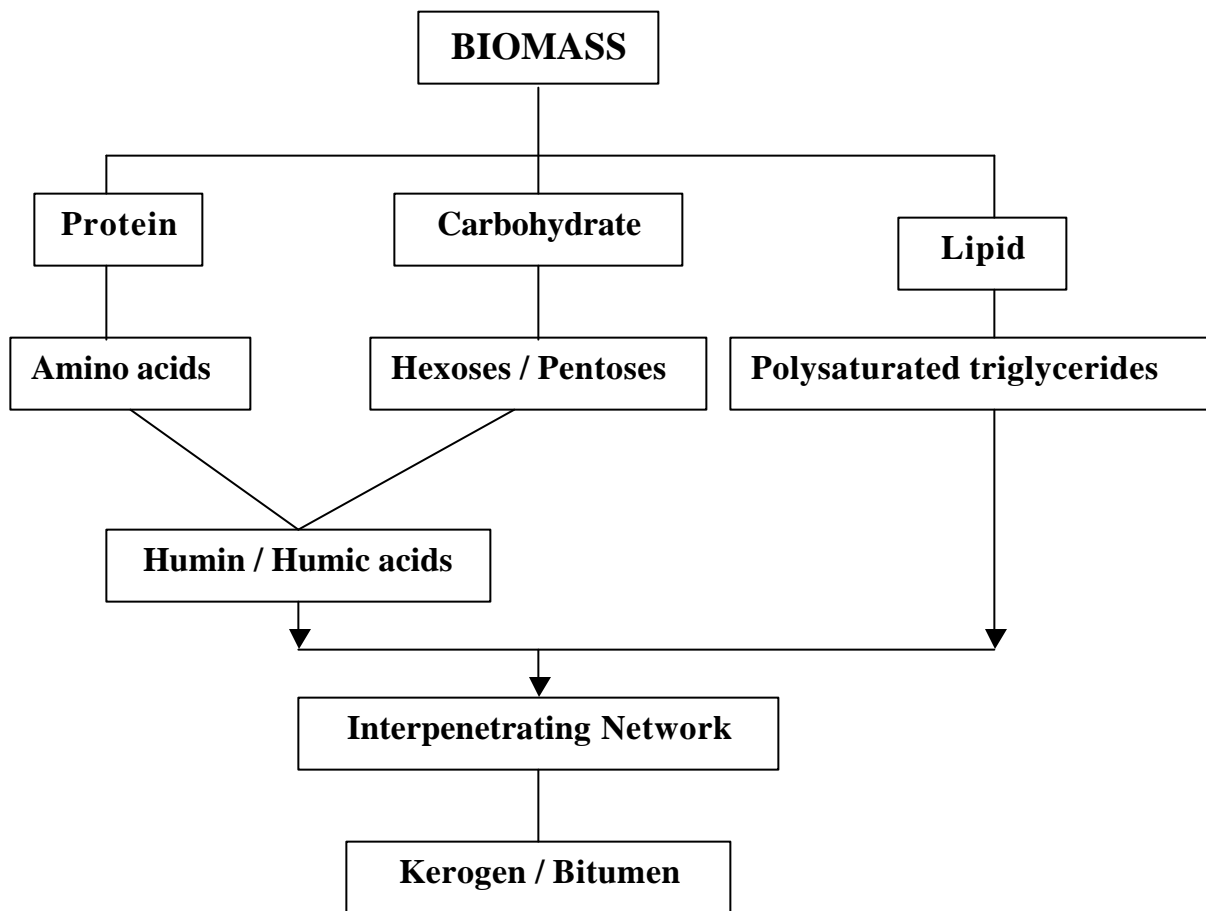 BIOMASS
Protein
Carbohydrate
Lipid
Amino acids
Hexoses / Pentoses
Polysaturated triglycerides
Humin / Humic acids
Interpenetrating Network
Kerogen / Bitumen